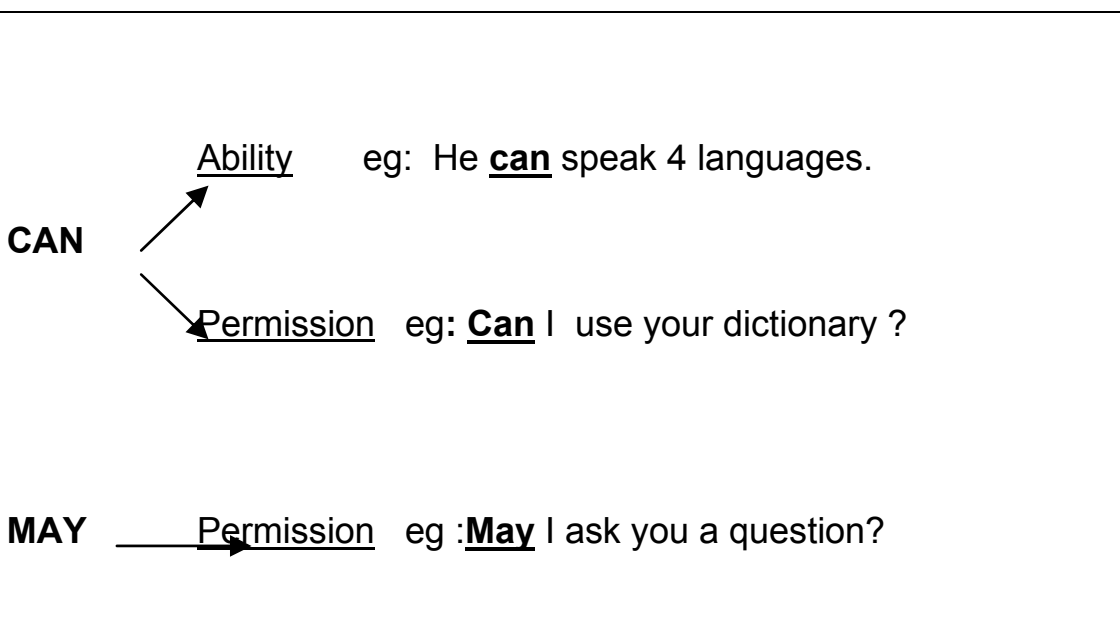 Ability eg: He can speak 4 languages.
CAN
Permission eg: Can I use your dictionary ?
MAY Permission eg :May I ask you a question?